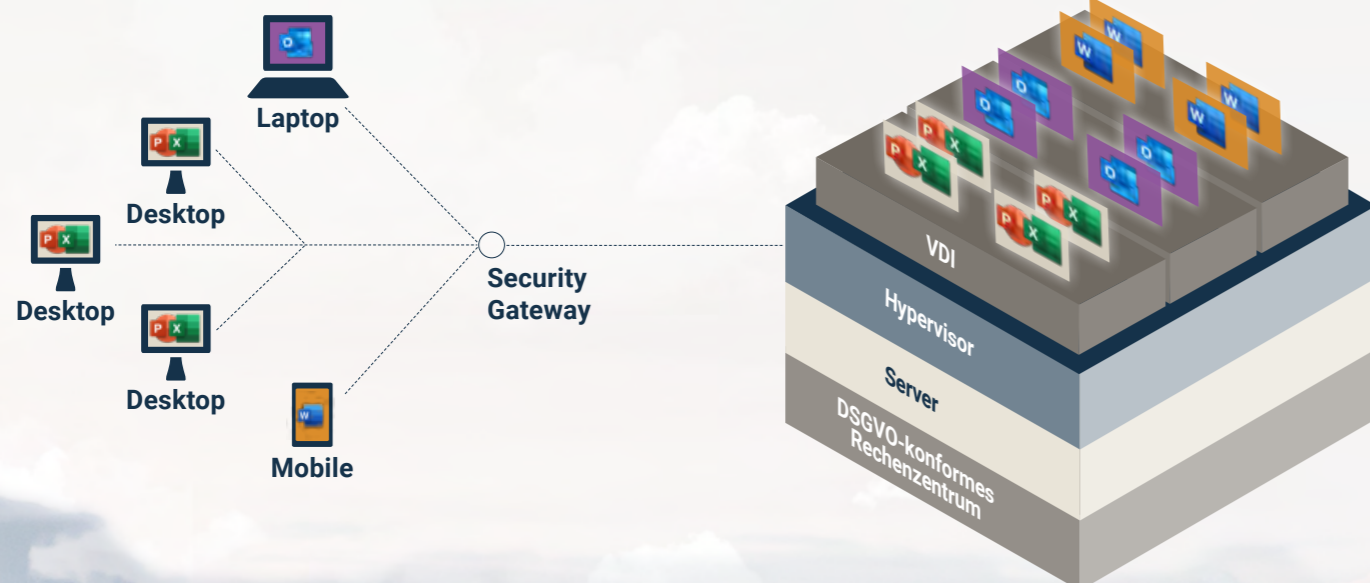 Laptop
Desktop
Desktop
Desktop
Mobile
Security
Gateway
VDI
Hypervisor
Server
DSGVO-konformes
Rechenzentrum
O
P X
P X
P X
W
W
W
W
W
O
O
O
O
P X
P X
P X
P X